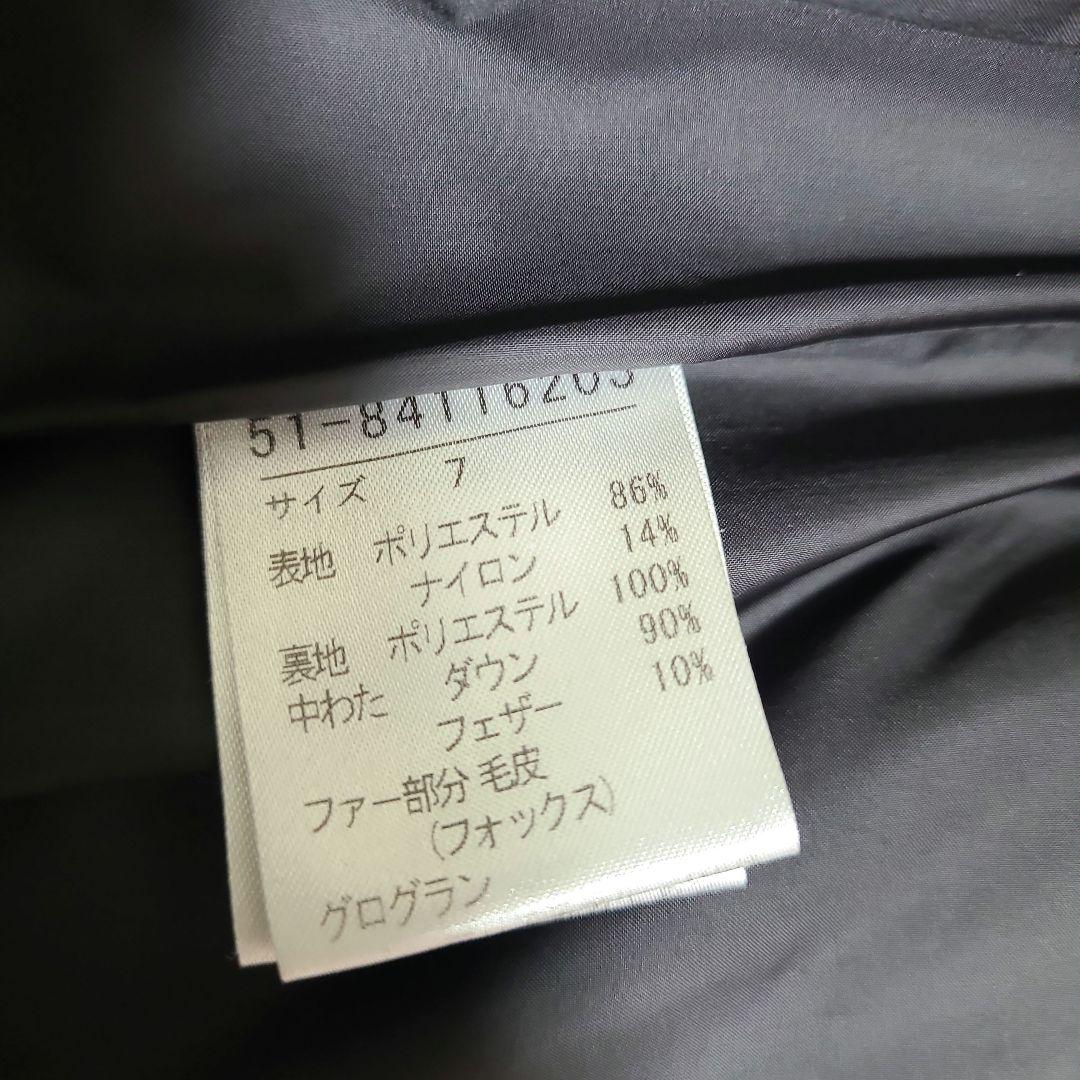 51-84116203
サイズ 7
表地 ポリエステル 86%
ナイロン 14%
裏地 ポリエステル 100%
中わた ダウン 90%
フェザー 10%
ファー部分 毛皮
(フォックス)
グログラン